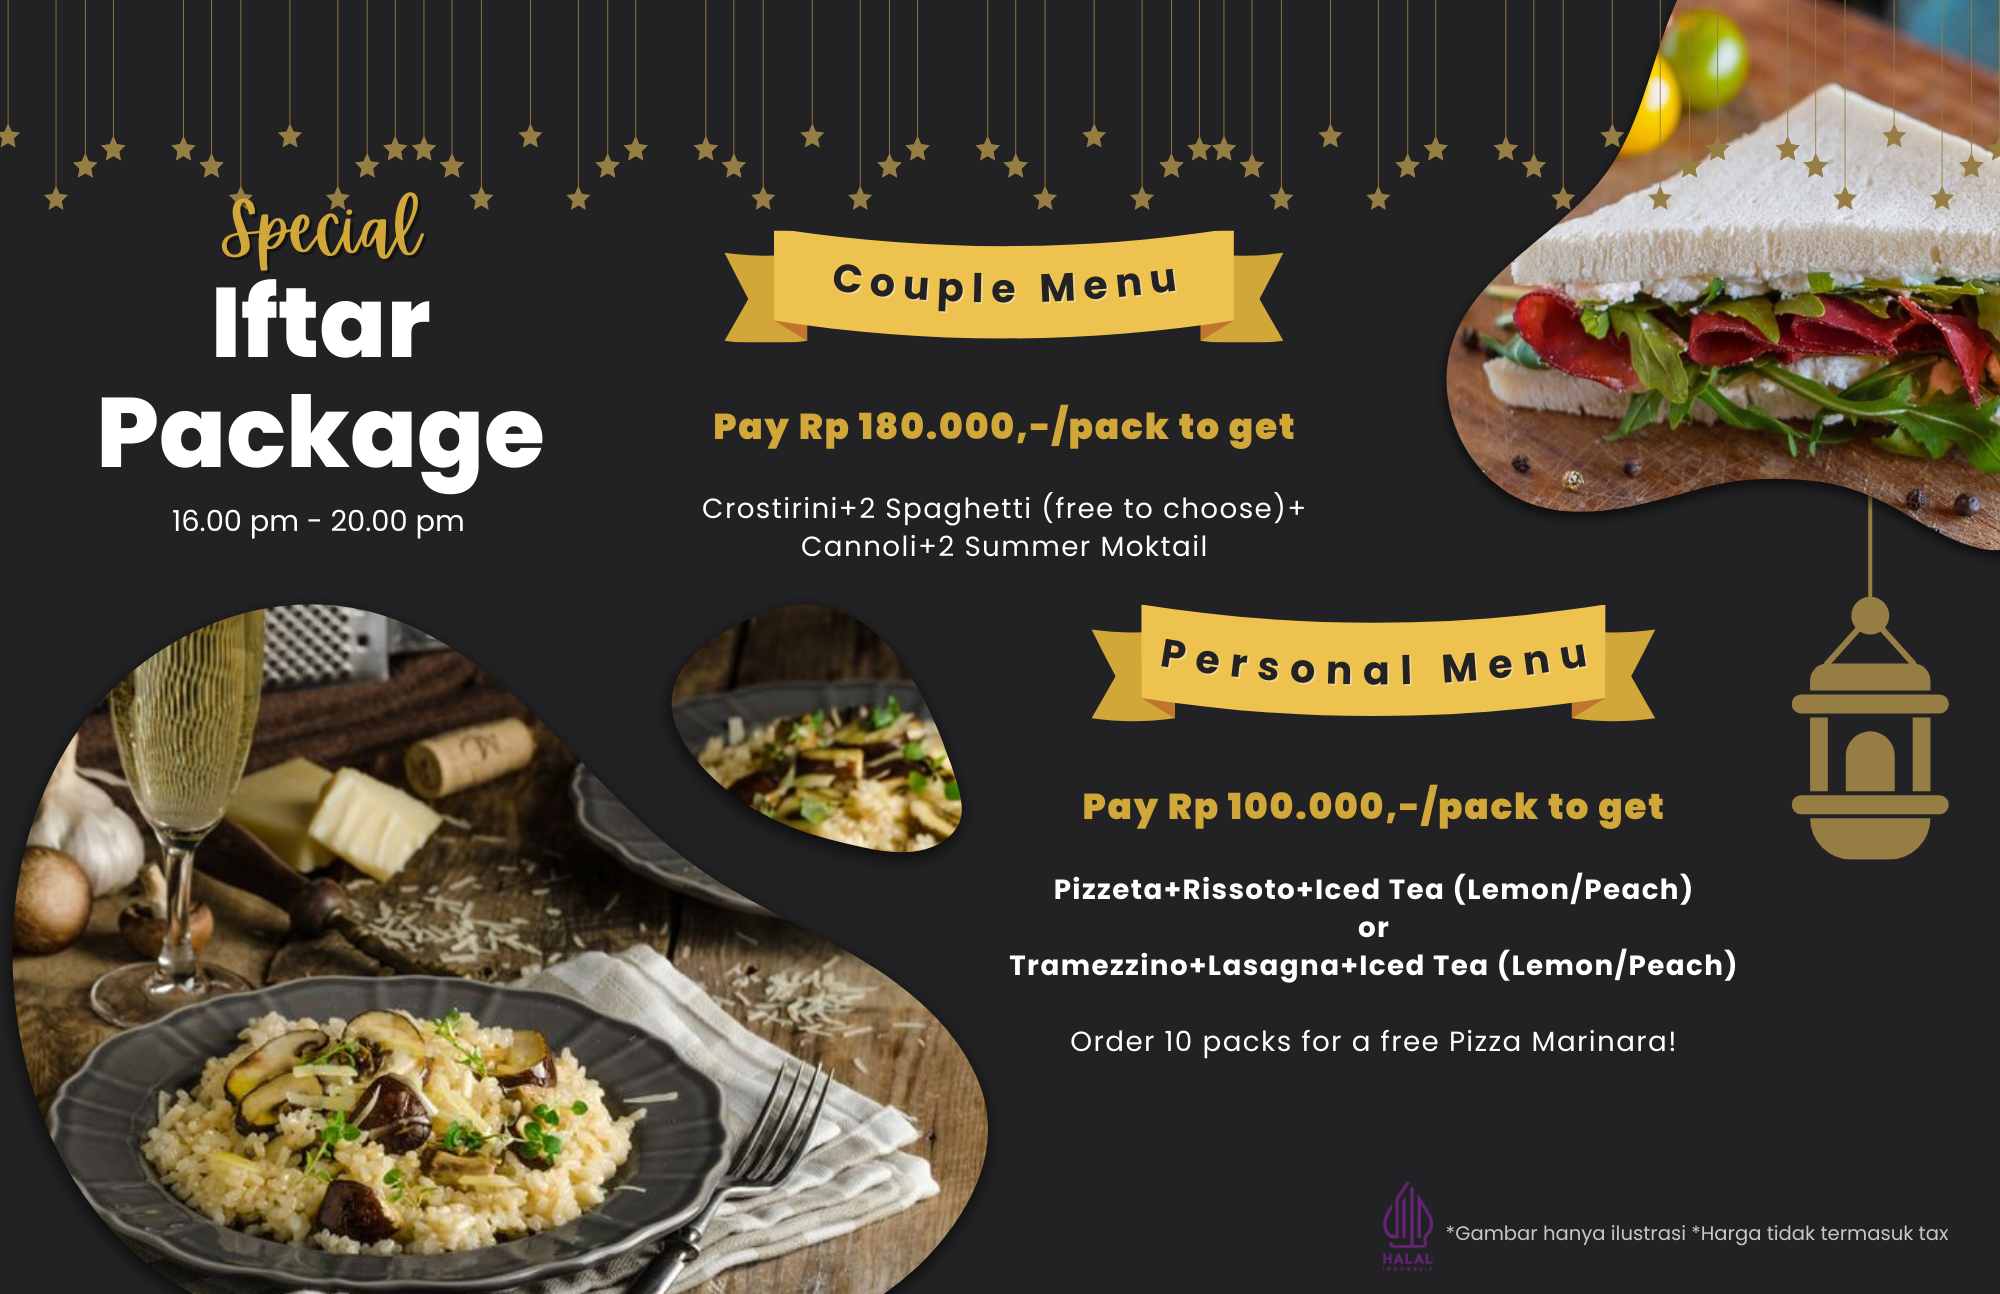 Special
Iftar
Package
16.00 pm - 20.00 pm
Couple Menu
Pay Rp 180.000,-/pack to get
Crostirini+2 Spaghetti (free to choose)+
Cannoli+2 Summer Moktail
Personal Menu
Pay Rp 100.000,-/pack to get
Pizzeta+Rissoto+Iced Tea (Lemon/Peach)
or
Tramezzino+Lasagna+Iced Tea (Lemon/Peach)
Order 10 packs for a free Pizza Marinara!
HALAL
INDONESIA
*Gambar hanya ilustrasi *Harga tidak termasuk tax